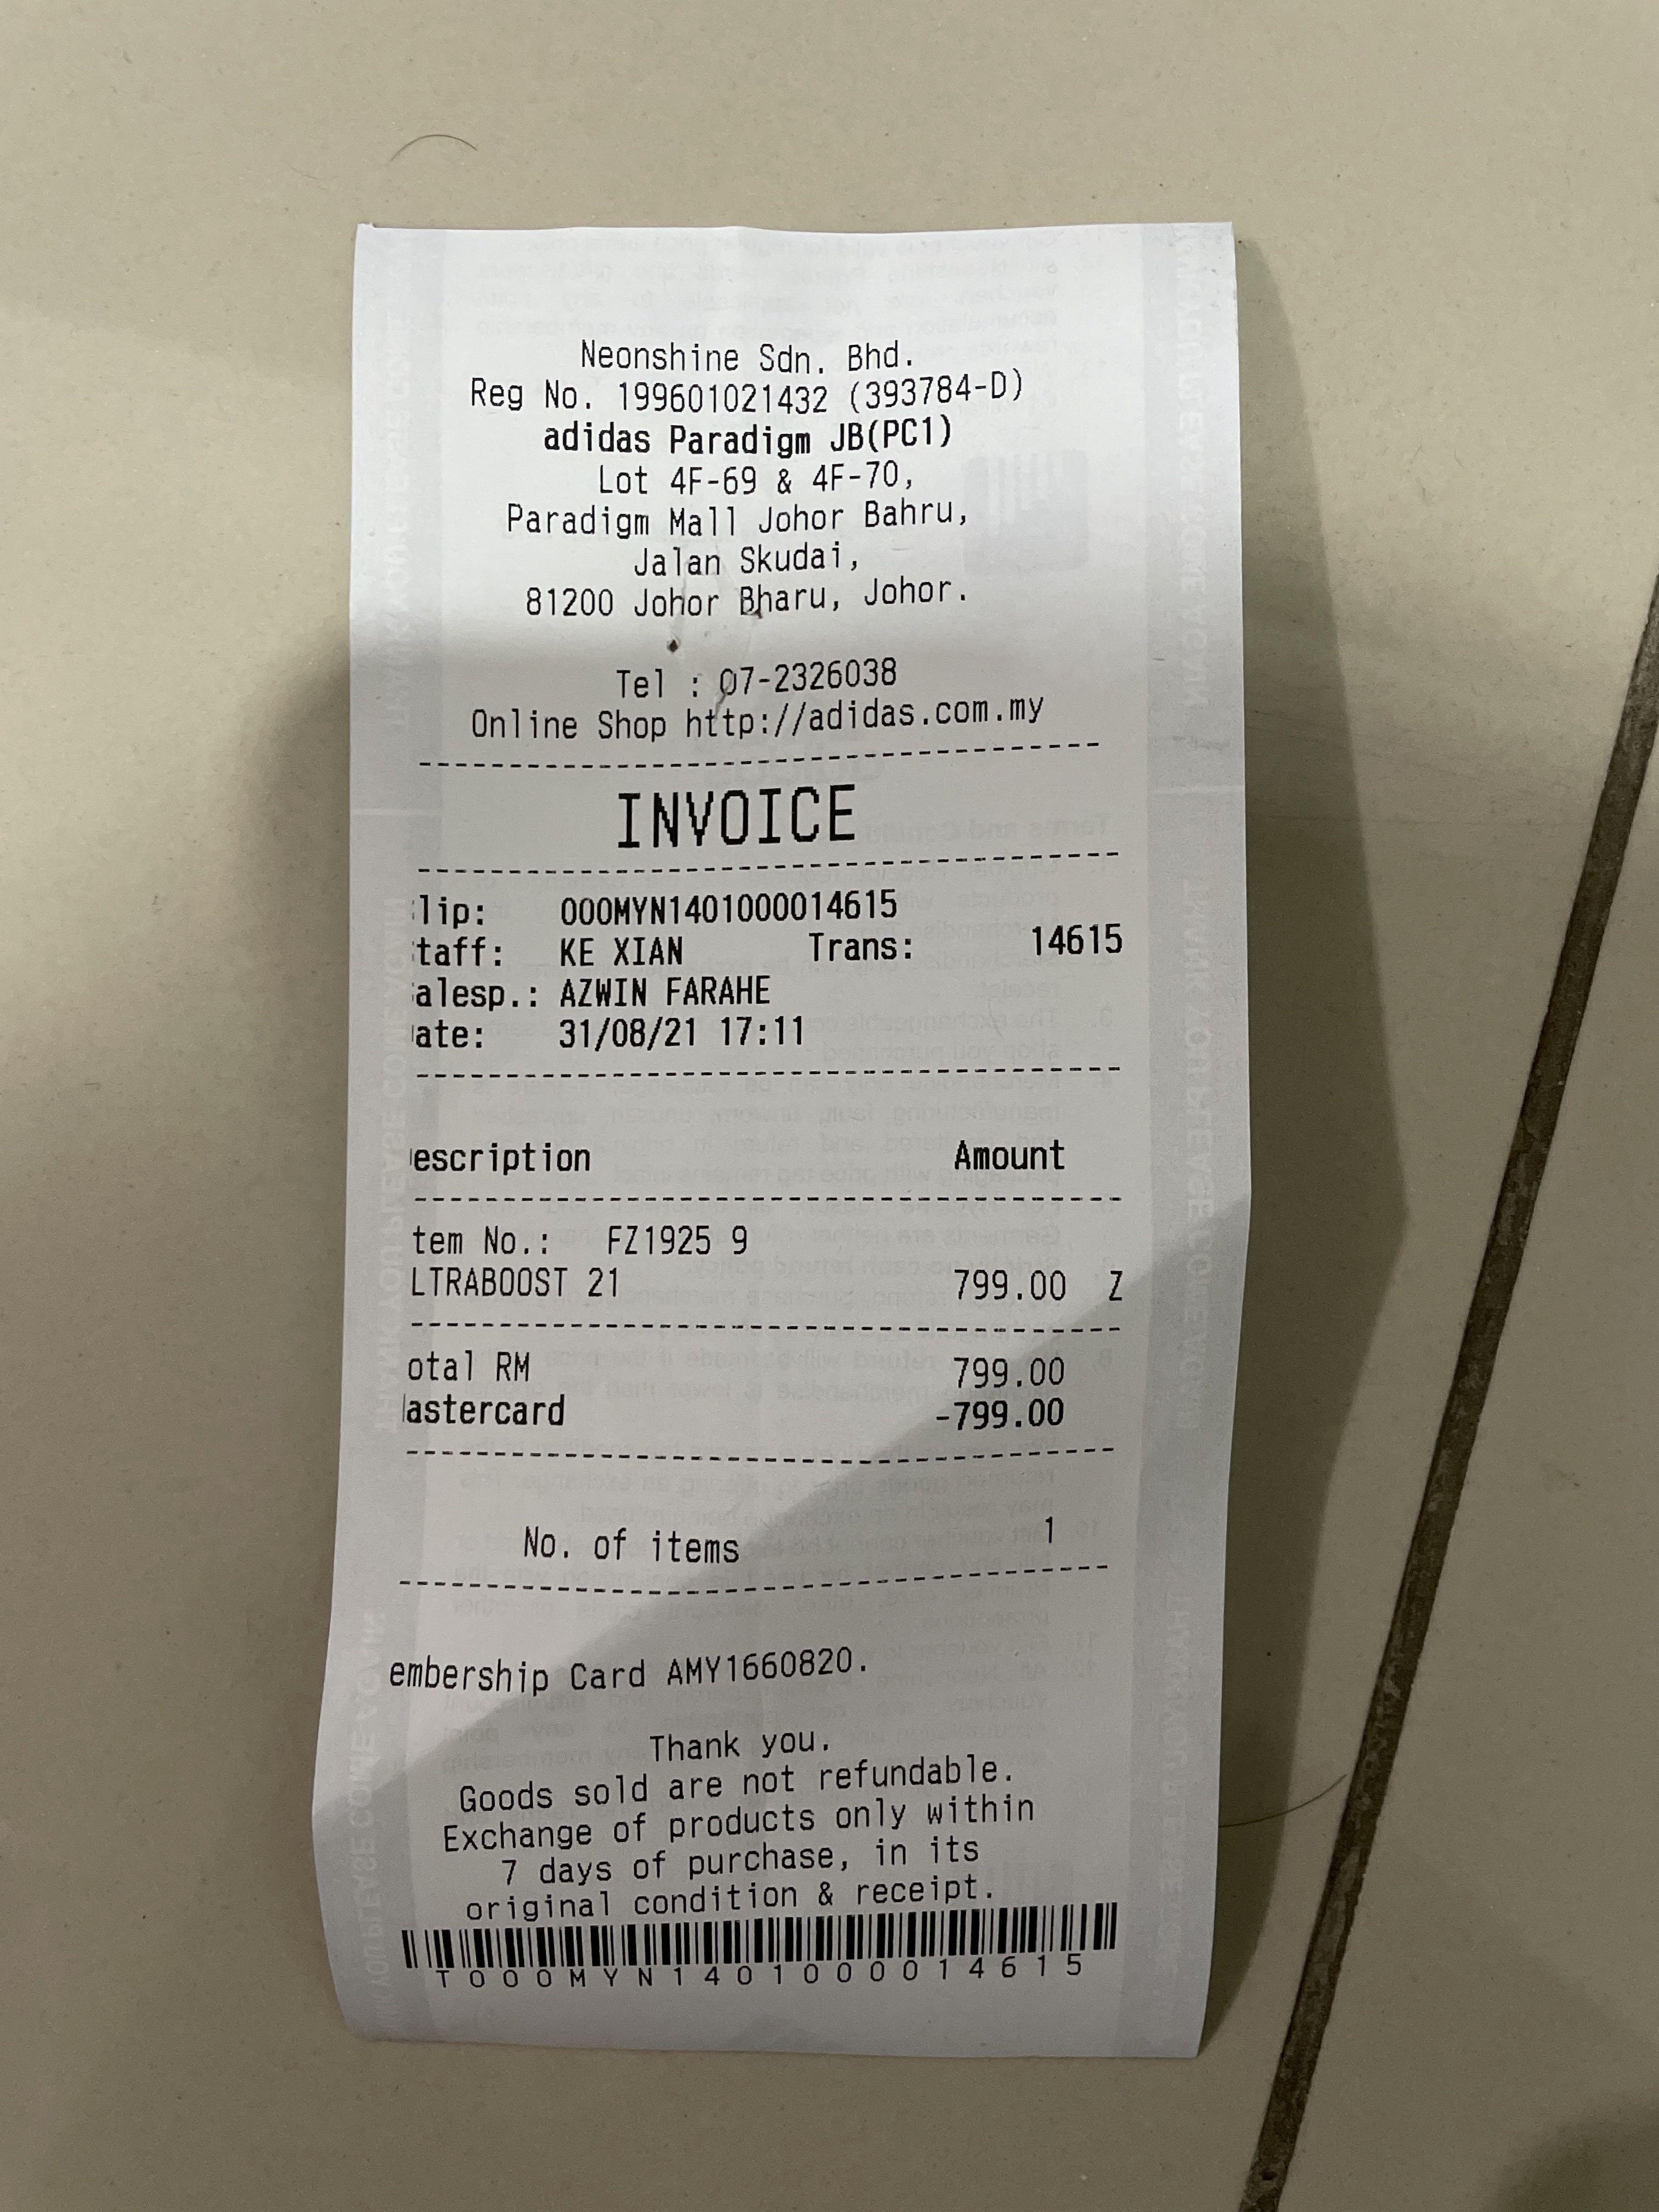 Neonshine Sdn. Bhd.
Reg No. 199601021432 (393784-D)
adidas Paradigm JB(PC1)
Lot 4F-69 & 4F-70,
Paradigm Mall Johor Bahru,
Jalan Skudai,
81200 Johor Bharu, Johor.
Tel : 07-2326038
Online Shop http://adidas.com.my
INVOICE
lip: 000MYN1401000014615
taff: KE XIAN Trans: 14615
alesp.: AZWIN FARAHE
ate: 31/08/21 17:11
escription Amount
tem No.: FZ1925 9
LTRABOOST 21 799.00 Z
otal RM 799.00
astercard -799.00
No. of items 1
embership Card AMY1660820.
Thank you.
Goods sold are not refundable.
Exchange of products only within
7 days of purchase, in its
original condition & receipt.
T000MYN1401000014615